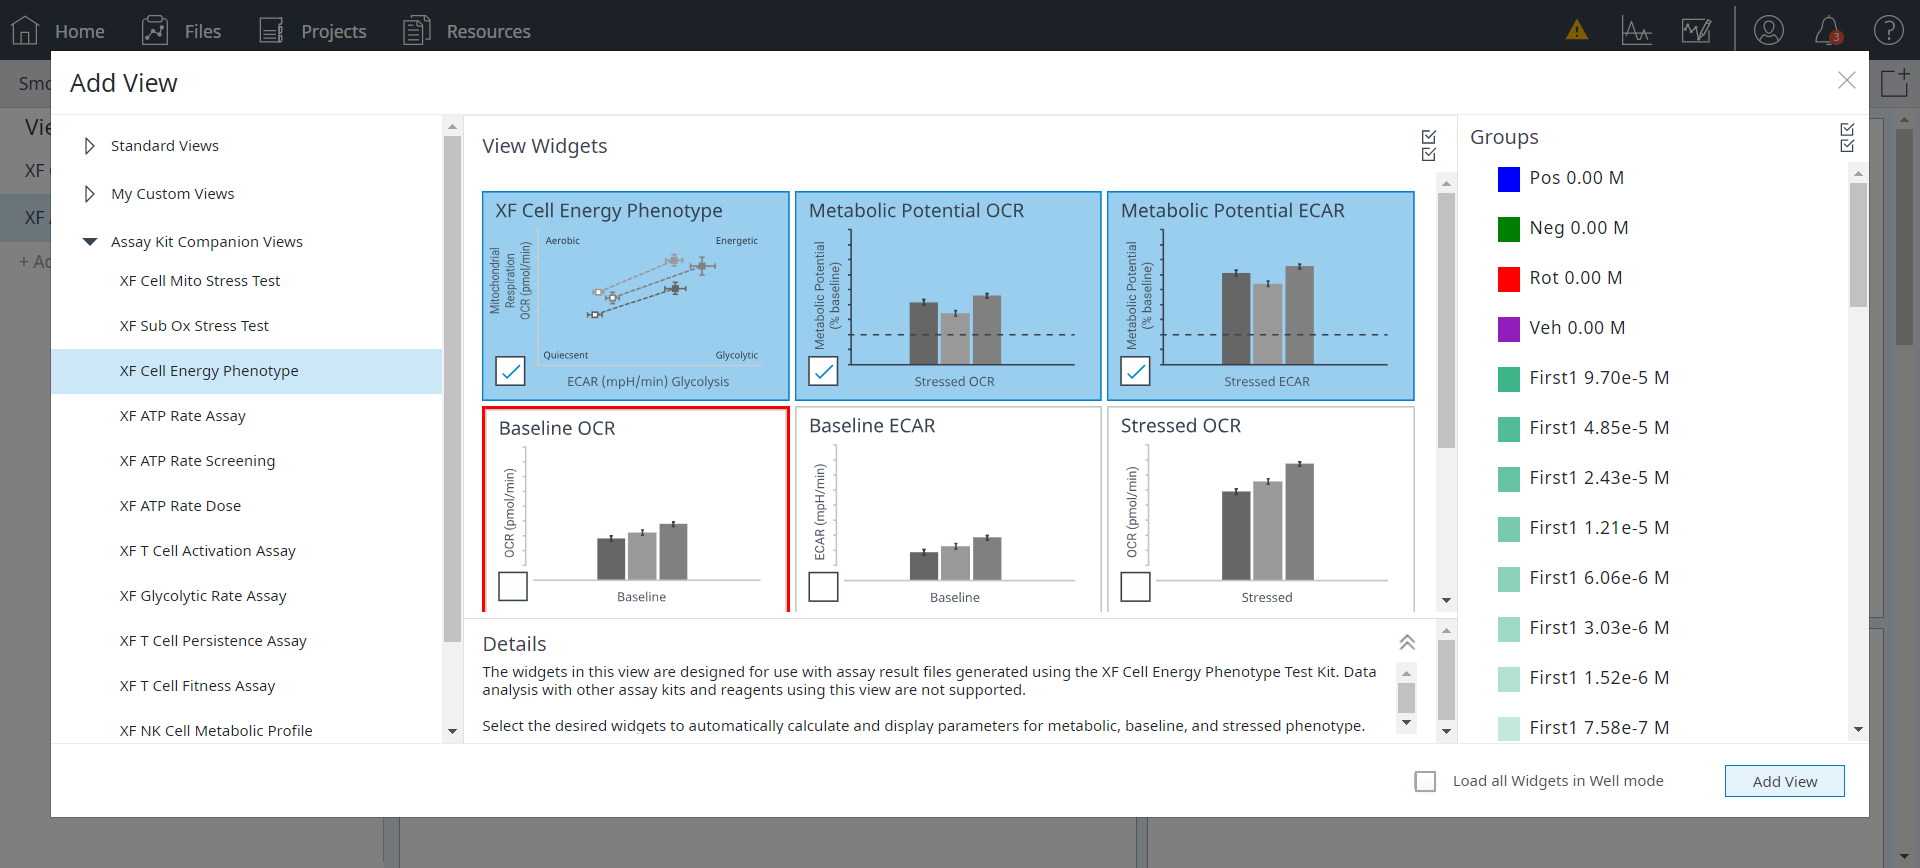 Home
Files
Projects
Resources
3
Add View
Standard Views
My Custom Views
Assay Kit Companion Views
XF Cell Mito Stress Test
XF Sub Ox Stress Test
XF Cell Energy Phenotype
XF ATP Rate Assay
XF ATP Rate Screening
XF ATP Rate Dose
XF T Cell Activation Assay
XF Glycolytic Rate Assay
XF T Cell Persistence Assay
XF T Cell Fitness Assay
XF NK Cell Metabolic Profile
View Widgets
XF Cell Energy Phenotype
Mitochondrial
Respiration
OCR (pmol/min)
Aerobic
Energetic
Quiecsent
Glycolytic
ECAR (mpH/min) Glycolysis
Metabolic Potential OCR
Metabolic Potential
(% baseline)
Stressed OCR
Metabolic Potential ECAR
Metabolic Potential
(% baseline)
Stressed ECAR
Baseline OCR
OCR (pmol/min)
Baseline
Baseline ECAR
ECAR (mpH/min)
Baseline
Stressed OCR
OCR (pmol/min)
Stressed
Details
The widgets in this view are designed for use with assay result files generated using the XF Cell Energy Phenotype Test Kit. Data
analysis with other assay kits and reagents using this view are not supported.
Select the desired widgets to automatically calculate and display parameters for metabolic, baseline, and stressed phenotype.
Groups
Pos 0.00 M
Neg 0.00 M
Rot 0.00 M
Veh 0.00 M
First1 9.70e-5 M
First1 4.85e-5 M
First1 2.43e-5 M
First1 1.21e-5 M
First1 6.06e-6 M
First1 3.03e-6 M
First1 1.52e-6 M
First1 7.58e-7 M
Load all Widgets in Well mode
Add View